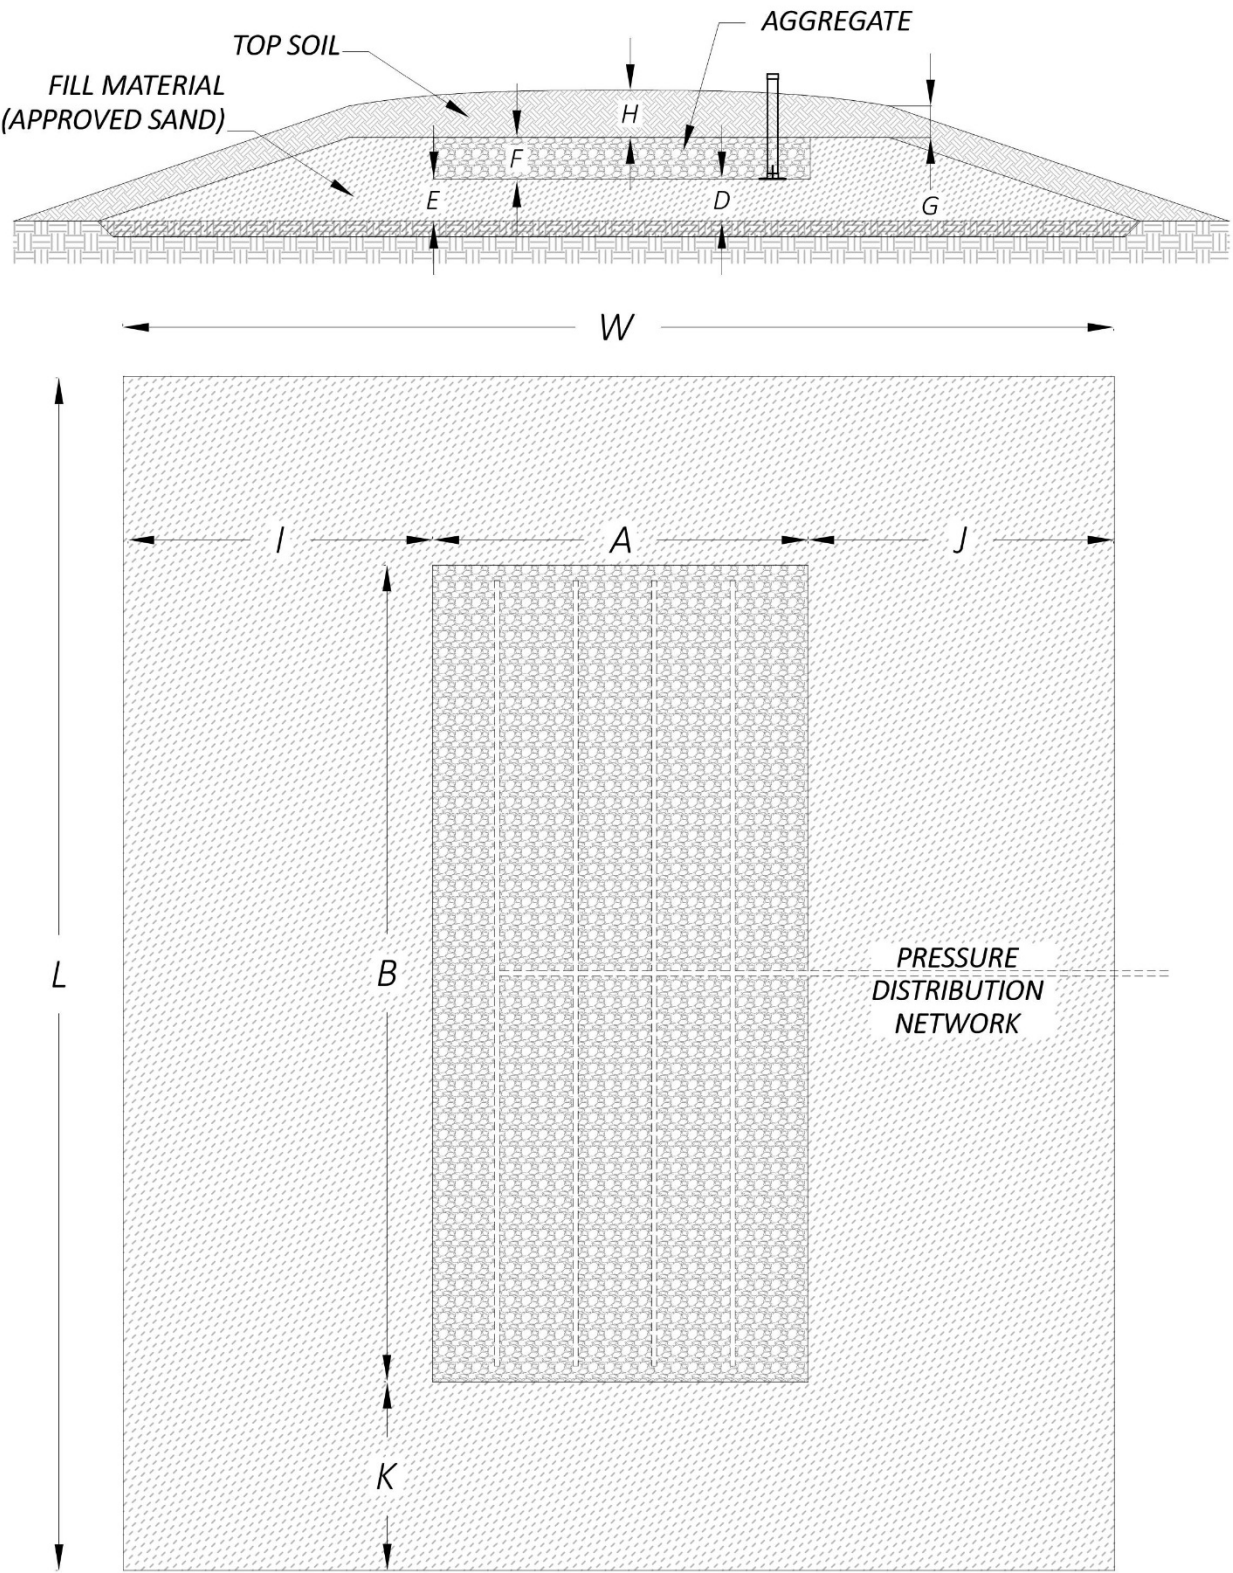 AGGREGATE
TOP SOIL
FILL MATERIAL
(APPROVED SAND)
H
F
E
D
G
W
I
A
J
L
B
PRESSURE
DISTRIBUTION
NETWORK
K